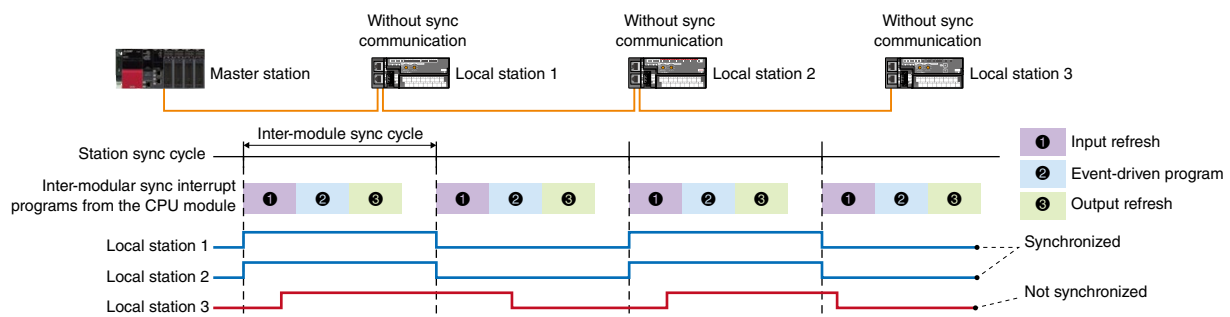 Without sync
communication
Without sync
communication
Without sync
communication
Master station
Local station 1
Local station 2
Local station 3
Inter-module sync cycle
Station sync cycle
Inter-modular sync interrupt
programs from the CPU module
❶ ❷ ❸ ❶ ❷ ❸ ❶ ❷ ❸ ❶ ❷ ❸
❶ Input refresh
❷ Event-driven program
❸ Output refresh
Local station 1
Local station 2
Local station 3
Synchronized
Not synchronized